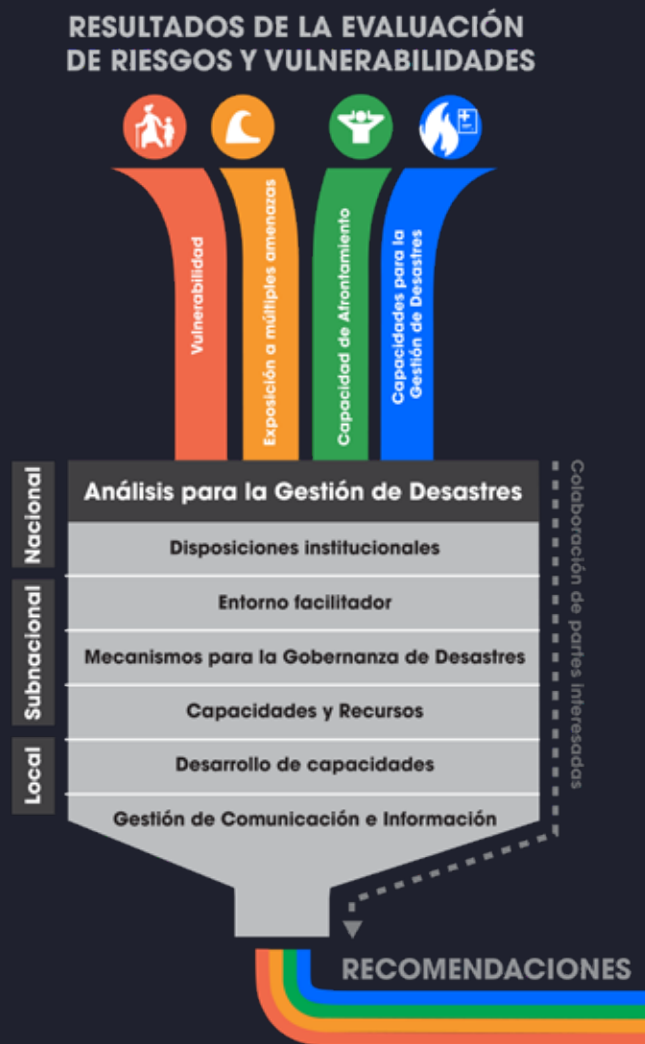 RESULTADOS DE LA EVALUACIÓN
DE RIESGOS Y VULNERABILIDADES
Vulnerabilidad
Exposición a múltiples amenazas
Capacidad de Afrontamiento
Capacidades para la
Gestión de Desastres
Nacional
Subnacional
Local
Análisis para la Gestión de Desastres
Disposiciones institucionales
Entorno facilitador
Mecanismos para la Gobernanza de Desastres
Capacidades y Recursos
Desarrollo de capacidades
Gestión de Comunicación e Información
Colaboración de partes interesadas
RECOMENDACIONES